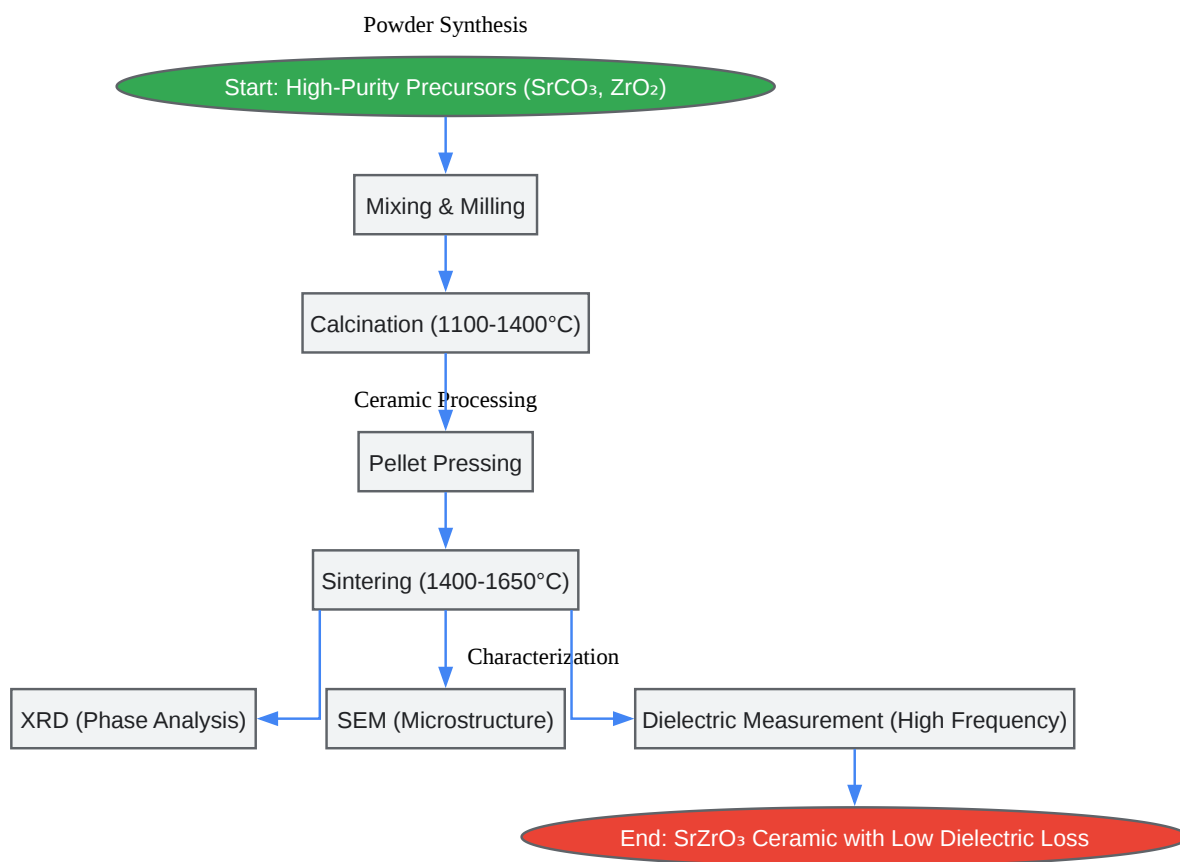 Powder Synthesis
Start: High-Purity Precursors (SrCO₃, ZrO₂)
Mixing & Milling
Calcination (1100-1400°C)
Ceramic Processing
Pellet Pressing
Sintering (1400-1650°C)
Characterization
XRD (Phase Analysis)
SEM (Microstructure)
Dielectric Measurement (High Frequency)
End: SrZrO₃ Ceramic with Low Dielectric Loss